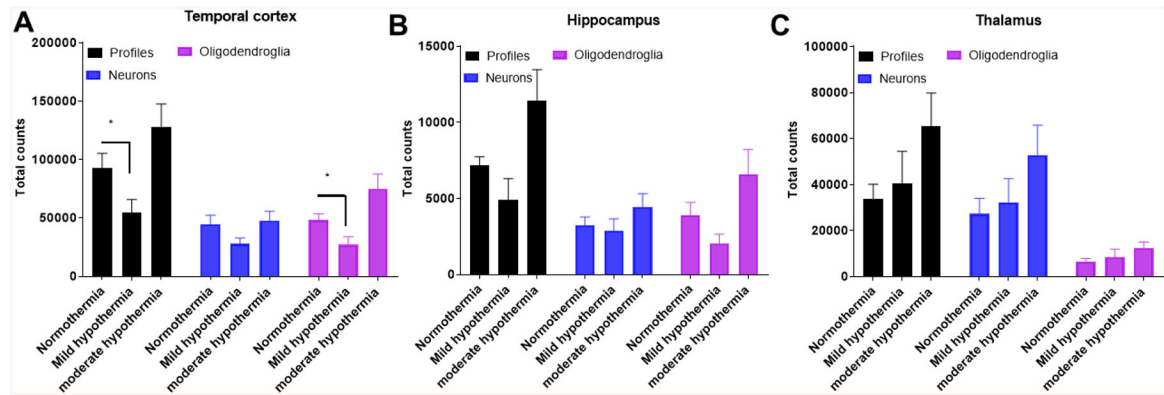 A
Temporal cortex
Total counts
200000
150000
100000
50000
0
Profiles
Oligodendroglia
Neurons
*
*
Normothermia
Mild hypothermia
moderate hypothermia
Normothermia
Mild hypothermia
moderate hypothermia
Normothermia
Mild hypothermia
moderate hypothermia
B
Hippocampus
Total counts
15000
10000
5000
0
Profiles
Oligodendroglia
Neurons
Normothermia
Mild hypothermia
moderate hypothermia
Normothermia
Mild hypothermia
moderate hypothermia
Normothermia
Mild hypothermia
moderate hypothermia
C
Thalamus
Total counts
100000
80000
60000
40000
20000
0
Profiles
Oligodendroglia
Neurons
Normothermia
Mild hypothermia
moderate hypothermia
Normothermia
Mild hypothermia
moderate hypothermia
Normothermia
Mild hypothermia
moderate hypothermia